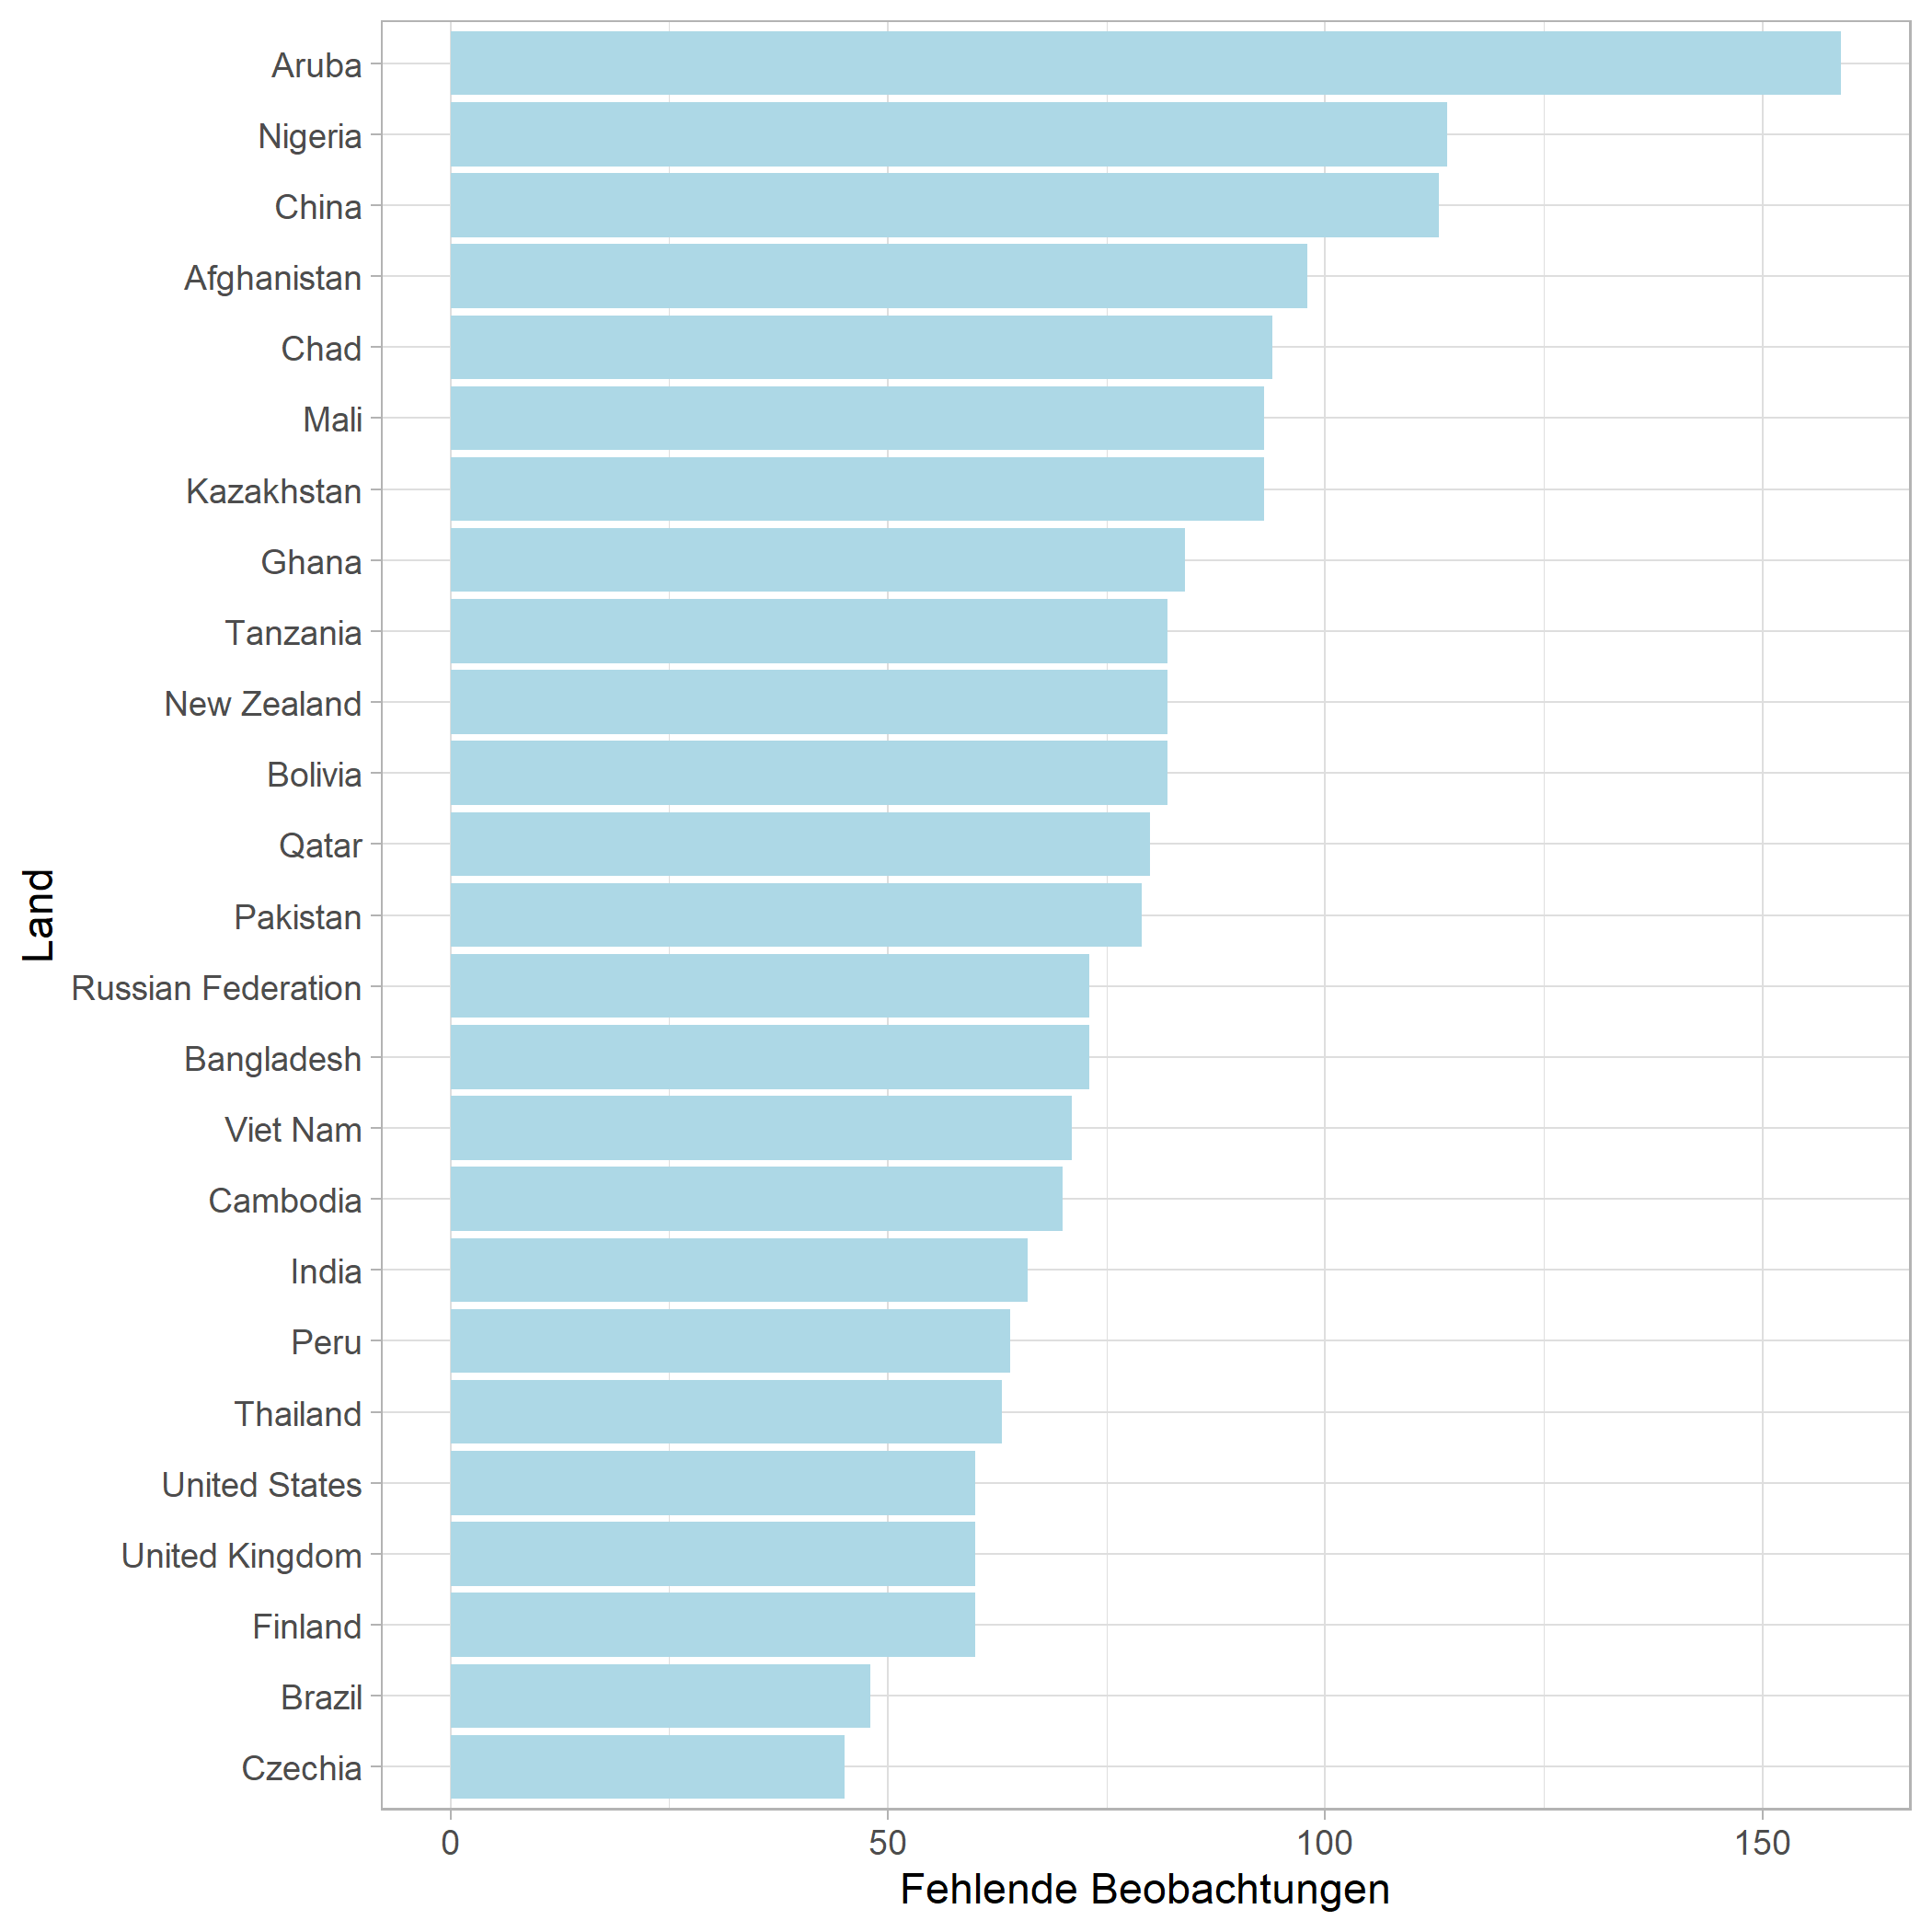 Land
Aruba
Nigeria
China
Afghanistan
Chad
Mali
Kazakhstan
Ghana
Tanzania
New Zealand
Bolivia
Qatar
Pakistan
Russian Federation
Bangladesh
Viet Nam
Cambodia
India
Peru
Thailand
United States
United Kingdom
Finland
Brazil
Czechia
0 50 100 150
Fehlende Beobachtungen